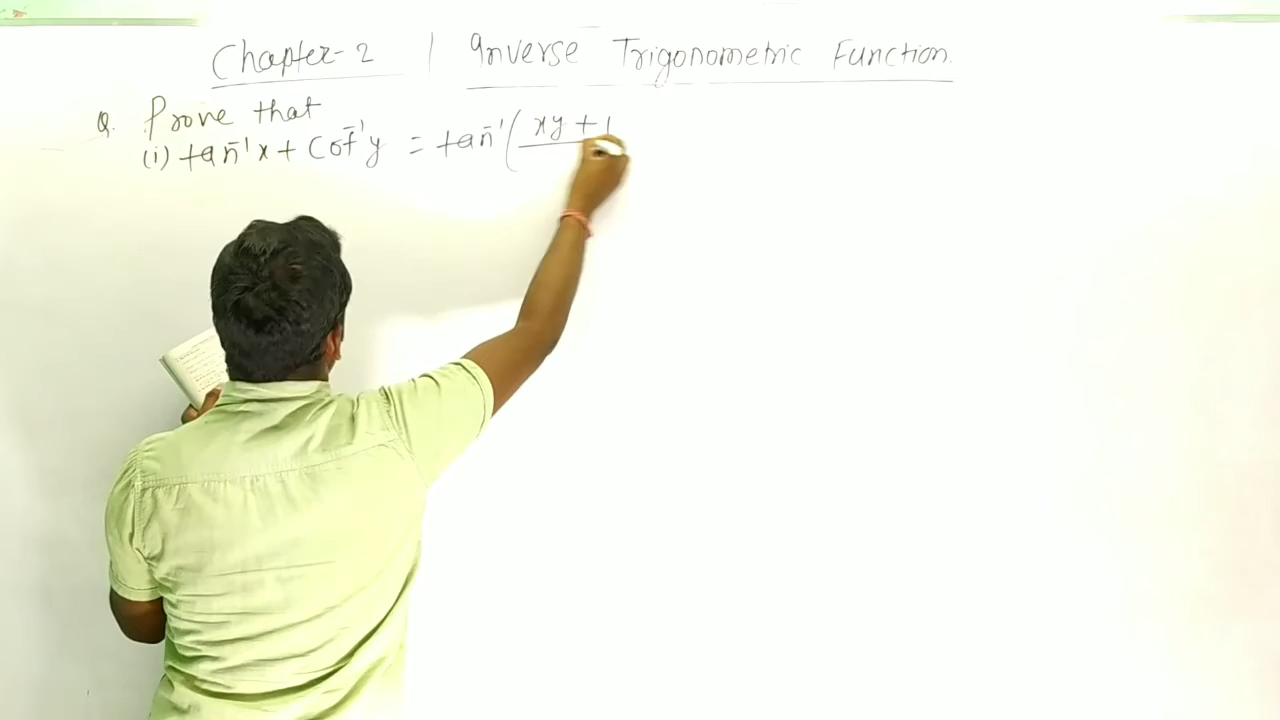 Chapter-2 | Inverse Trigonometric Function.
Q. Prove that
(i) tan⁻¹x + Cot⁻¹y = tan⁻¹(xy + 1